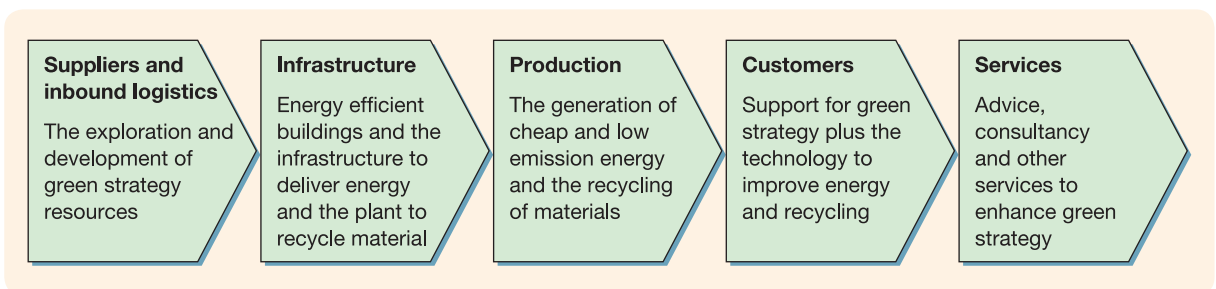 Suppliers and
inbound logistics
The exploration and
development of
green strategy
resources
Infrastructure
Energy efficient
buildings and the
infrastructure to
deliver energy
and the plant to
recycle material
Production
The generation of
cheap and low
emission energy
and the recycling
of materials
Customers
Support for green
strategy plus the
technology to
improve energy
and recycling
Services
Advice,
consultancy
and other
services to
enhance green
strategy